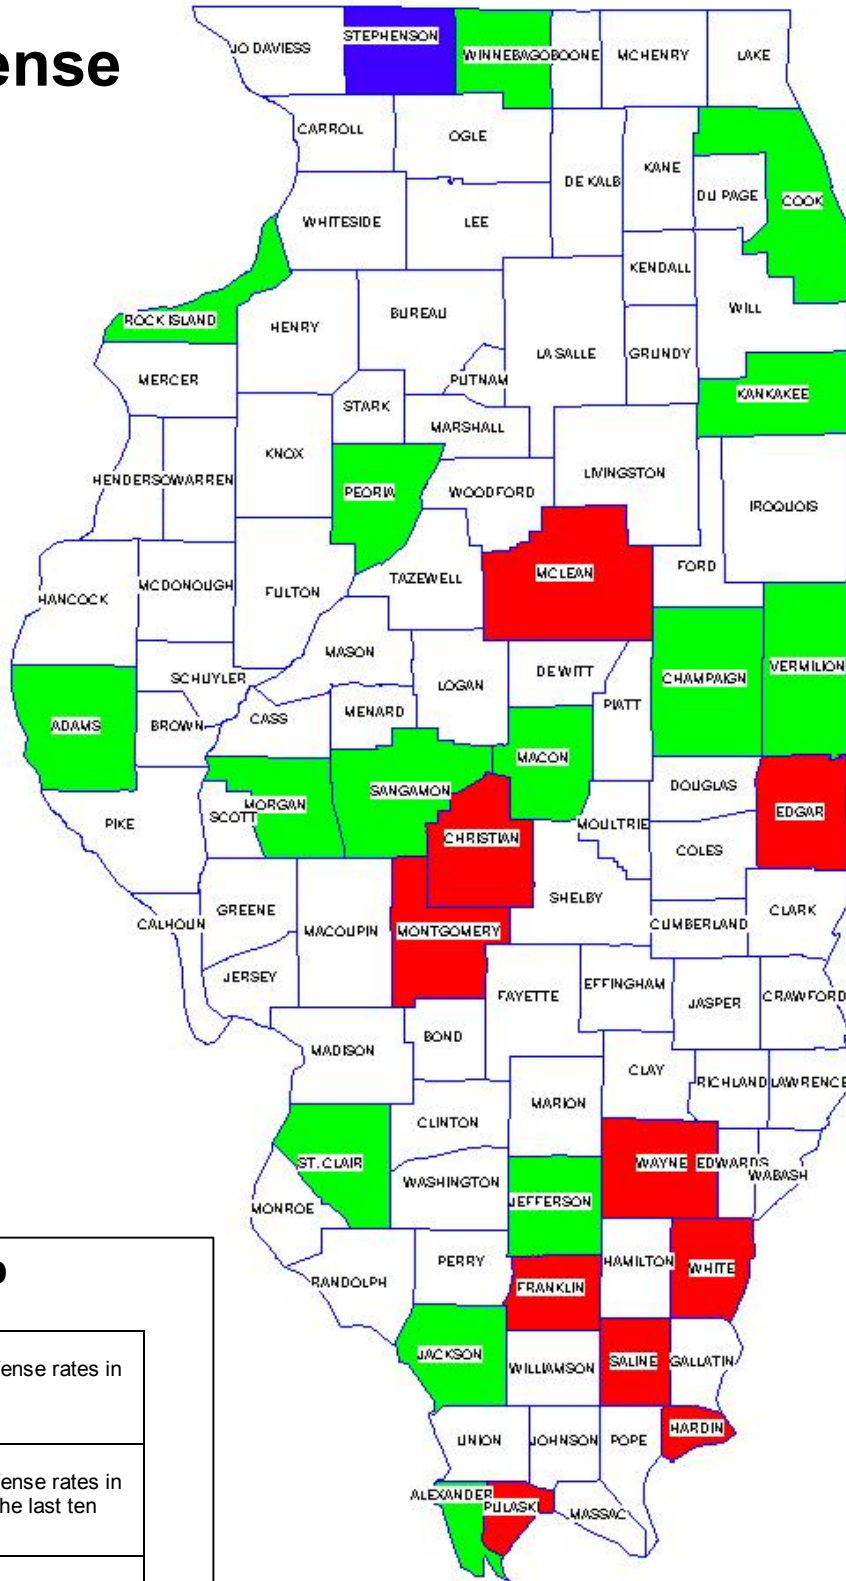 ense
JO DAVIESS
STEPHENSON
WINNEBAGO
BOONE
MCHENRY
LAKE
CARROLL
OGLE
DE KALB
KANE
COOK
DU PAGE
WHITESIDE
LEE
KENDALL
WILL
ROCK ISLAND
HENRY
BUREAU
LA SALLE
GRUNDY
MERCER
PUTNAM
KANKAKEE
STARK
MARSHALL
KNOX
HENDERSO
WARREN
PEORIA
WOODFORD
LIVINGSTON
IROQUOIS
HANCOCK
MCDONOUGH
FULTON
TAZEWELL
MCLEAN
FORD
MASON
SCHUYLER
LOGAN
DE WITT
CHAMPAIGN
VERMILION
ADAMS
BROWN
CASS
MENARD
PIATT
MACON
PIKE
SCOTT
MORGAN
SANGAMON
DOUGLAS
EDGAR
CHRISTIAN
MOULTRIE
COLES
CALHOUN
GREENE
MACOUPIN
MONTGOMERY
SHELBY
CUMBERLAND
CLARK
JERSEY
FAYETTE
EFFINGHAM
JASPER
CRAWFORD
MADISON
BOND
CLAY
RICHLAND
LAWRENCE
CLINTON
MARION
ST. CLAIR
WASHINGTON
JEFFERSON
WAYNE
EDWARDS
WABASH
MONROE
RANDOLPH
PERRY
FRANKLIN
HAMILTON
WHITE
JACKSON
WILLIAMSON
SALINE
GALLATIN
UNION
JOHNSON
POPE
HARDIN
ALEXANDER
PULASKI
MASSAC
ense rates in
ense rates in
he last ten